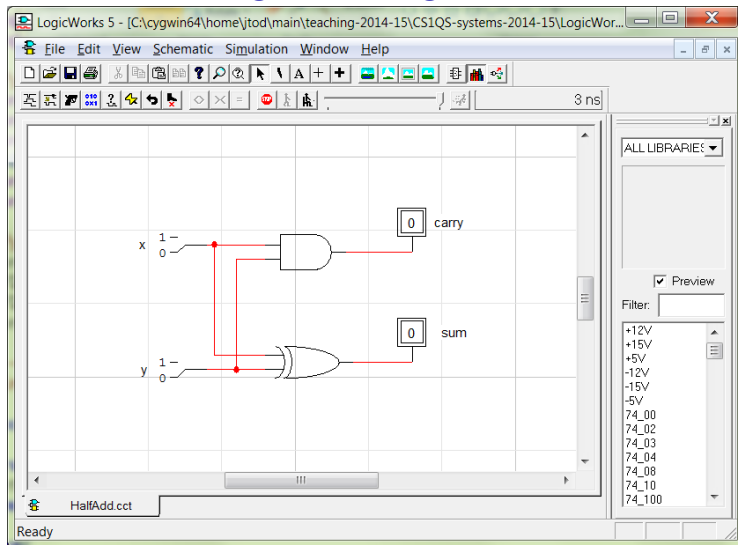 LogicWorks 5 - [C:\cygwin64\home\jtod\main\teaching-2014-15\CS1QS-systems-2014-15\LogicWor...
File Edit View Schematic Simulation Window Help
3 ns
ALL LIBRARIES
Preview
Filter:
+12V
+15V
+5V
-12V
-15V
-5V
74_00
74_02
74_03
74_04
74_08
74_10
74_100
x 1
0
0 carry
y 1
0
0 sum
HalfAdd.cct
Ready